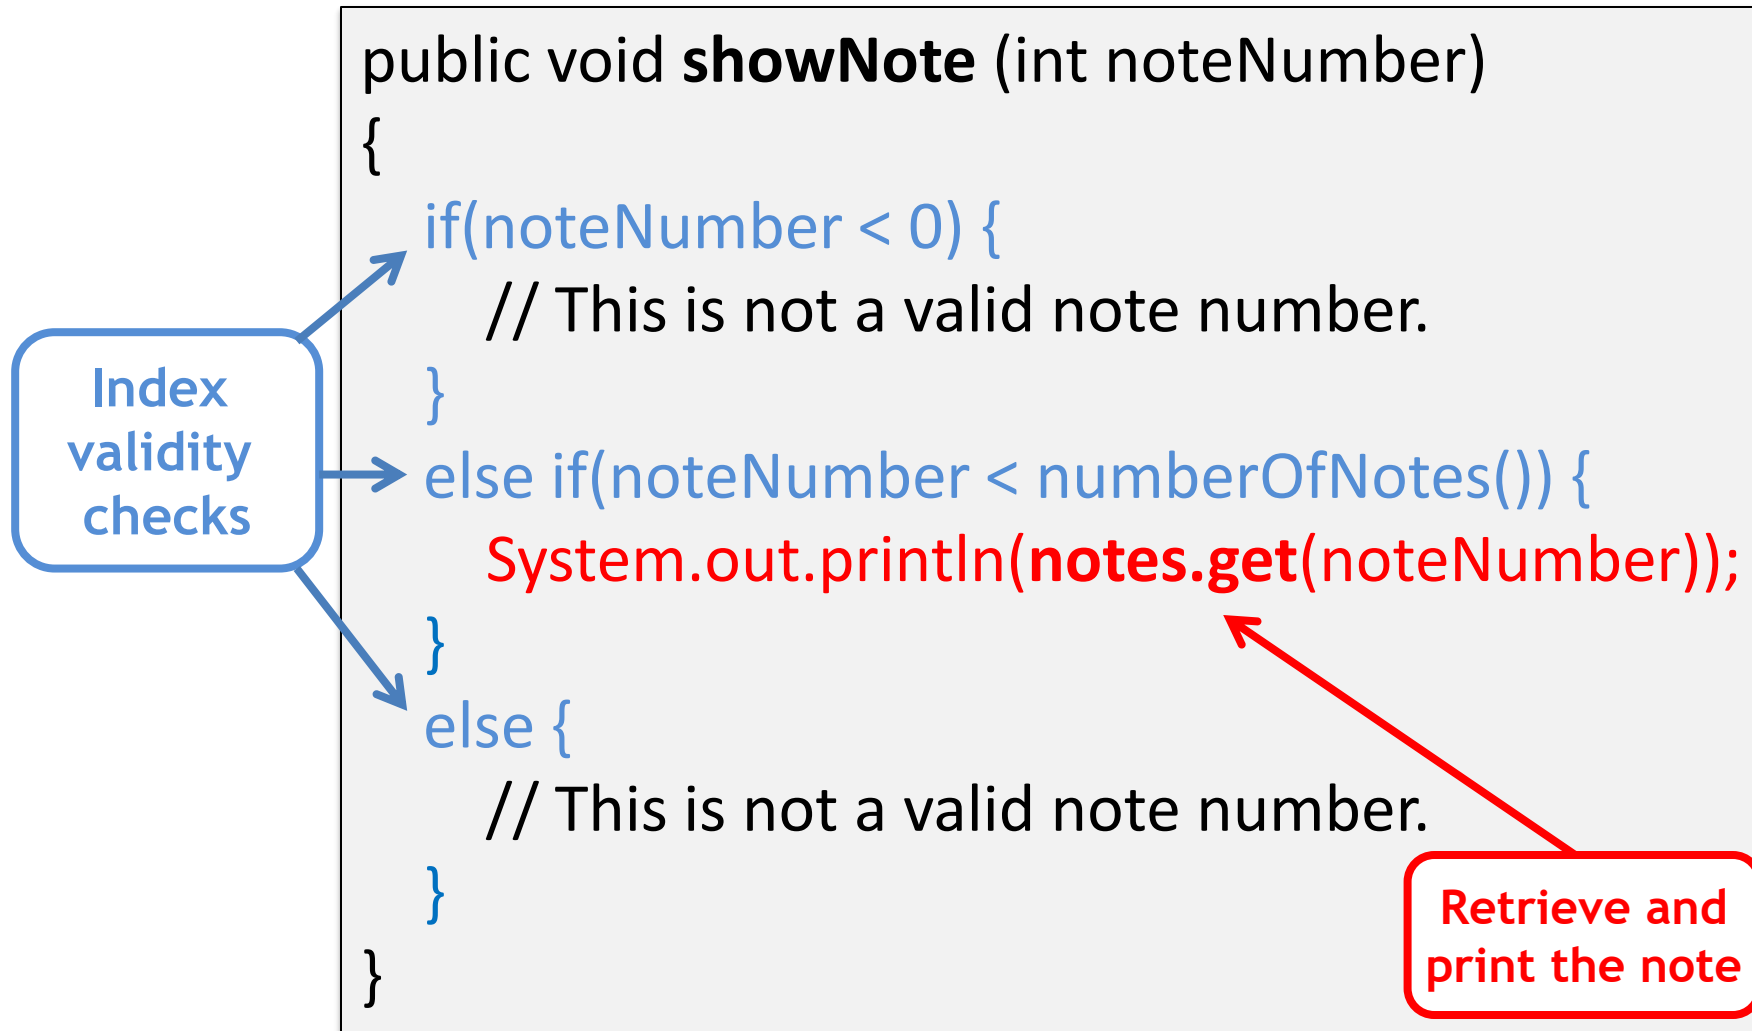 public void showNote (int noteNumber)
{
if(noteNumber < 0) {
// This is not a valid note number.
}
else if(noteNumber < numberOfNotes()) {
System.out.println(notes.get(noteNumber));
}
else {
// This is not a valid note number.
}
}
Index
validity
checks
Retrieve and
print the note